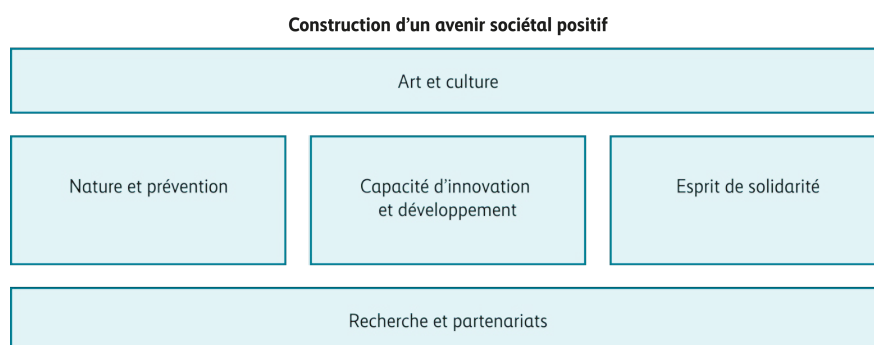 Construction d'un avenir sociétal positif
Art et culture
Nature et prévention
Capacité d'innovation
et développement
Esprit de solidarité
Recherche et partenariats